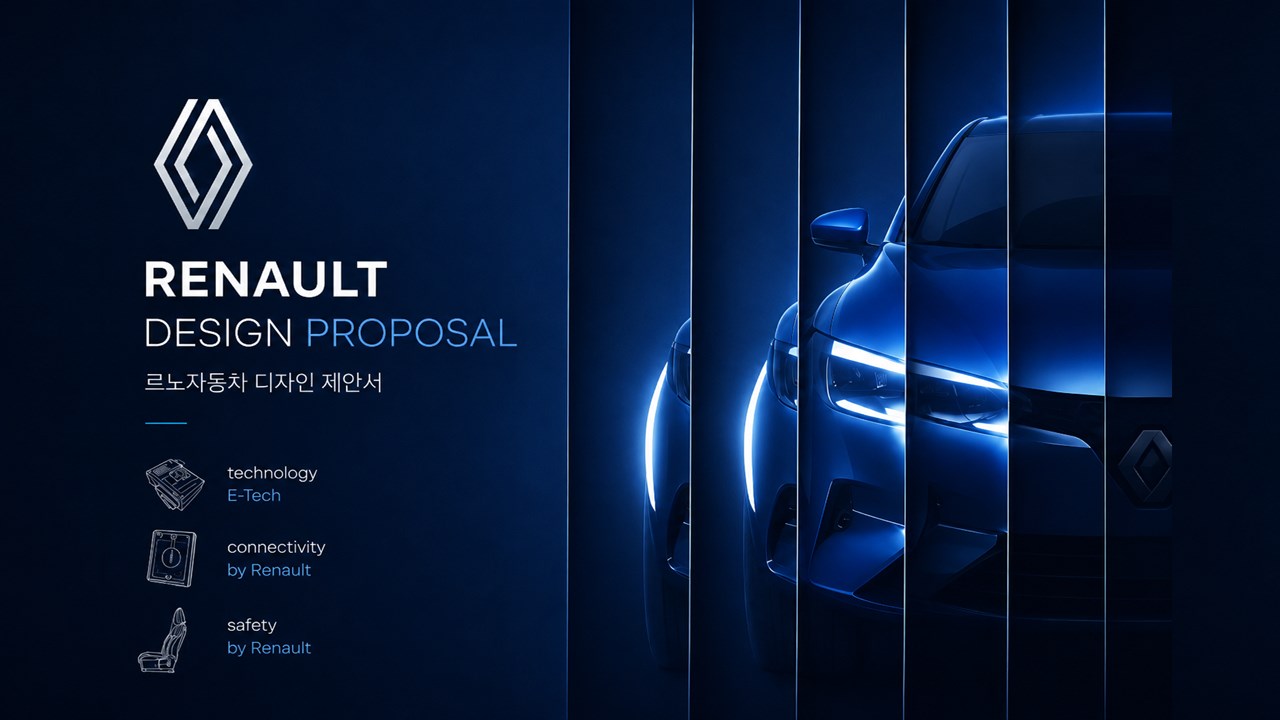 RENAULT
DESIGN PROPOSAL
르노자동차 디자인 제안서
technology
E-Tech
connectivity
by Renault
safety
by Renault